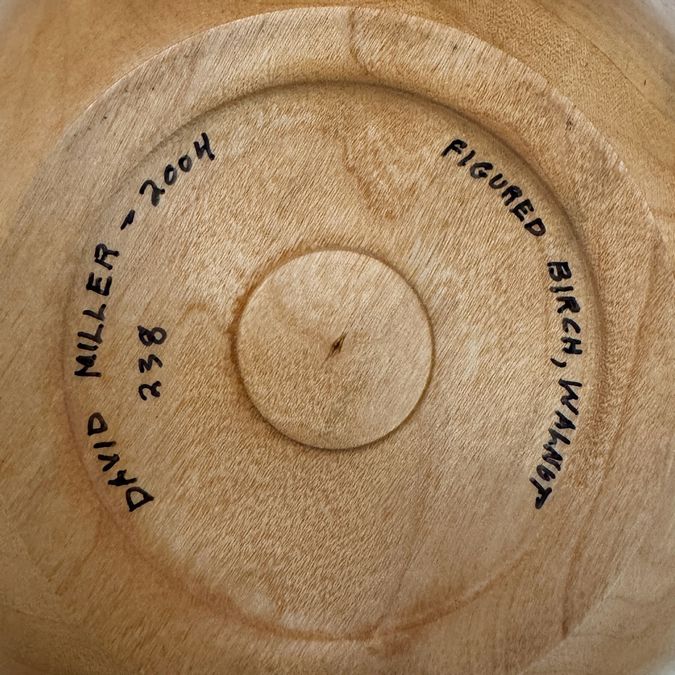 DAVID MILLER - 2004
238
FIGURED BIRCH, WALNUT